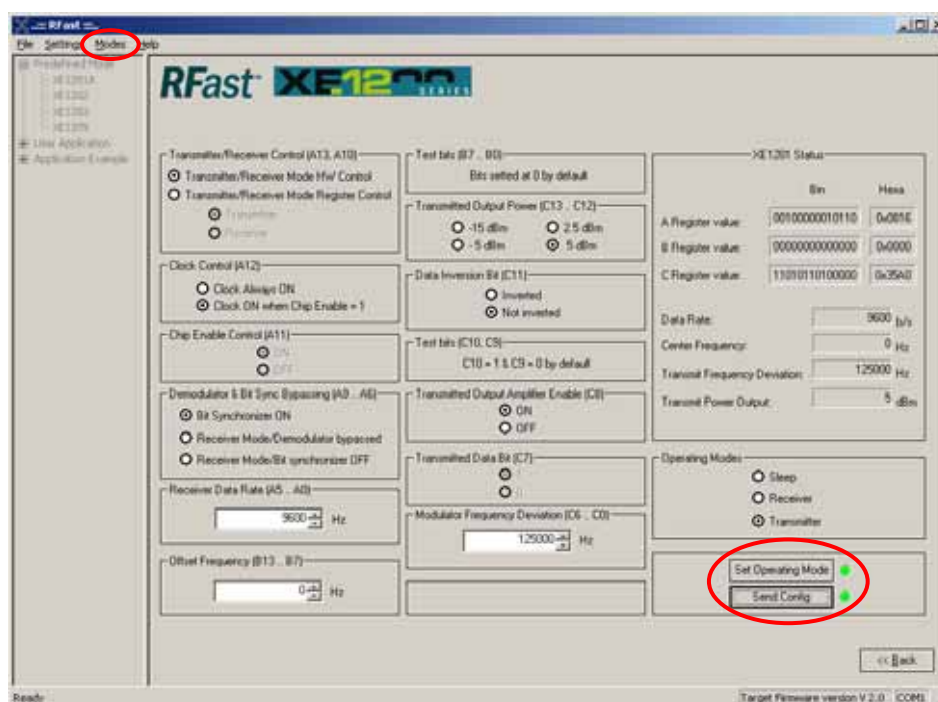 .::: RFast ::.
File Settings Modes Help
Predefined Mode
XE1201A
XE1202
XE1203
XE1209
User Application
Application Example
RFast XE1200 SERIES
Transmitter/Receiver Control (A13, A10)
Transmitter/Receiver Mode HW Control
Transmitter/Receiver Mode Register Control
Transmitter
Receiver
Clock Control (A12)
Clock Always ON
Clock ON when Chip Enable = 1
Chip Enable Control (A11)
ON
OFF
Demodulator & Bit Sync Bypassing (A9 .. A6)
Bit Synchronizer ON
Receiver Mode/Demodulator bypassed
Receiver Mode/Bit synchronizer OFF
Receiver Data Rate (A5 .. A0)
9600 Hz
Offset Frequency (B13 .. B7)
0 Hz
Test bits (B7 .. B0)
Bits setted at 0 by default
Transmitted Output Power (C13 .. C12)
-15 dBm 2.5 dBm
-5 dBm 5 dBm
Data Inversion Bit (C11)
Inverted
Not inverted
Test bits (C10, C9)
C10 = 1 & C9 = 0 by default
Transmitted Output Amplifier Enable (C8)
ON
OFF
Transmitted Data Bit (C7)
Modulator Frequency Deviation (C6 .. C0)
125000 Hz
XE1201 Status
Bin Hexa
A Register value: 00100000010110 0x0816
B Register value: 00000000000000 0x0000
C Register value: 11010110100000 0x35A0
Data Rate: 9600 b/s
Center Frequency: 0 Hz
Transmit Frequency Deviation: 125000 Hz
Transmit Power Output: 5 dBm
Operating Modes
Sleep
Receiver
Transmitter
Set Operating Mode
Send Config
<< Back
Ready
Target Firmware version V 2.0 COM1